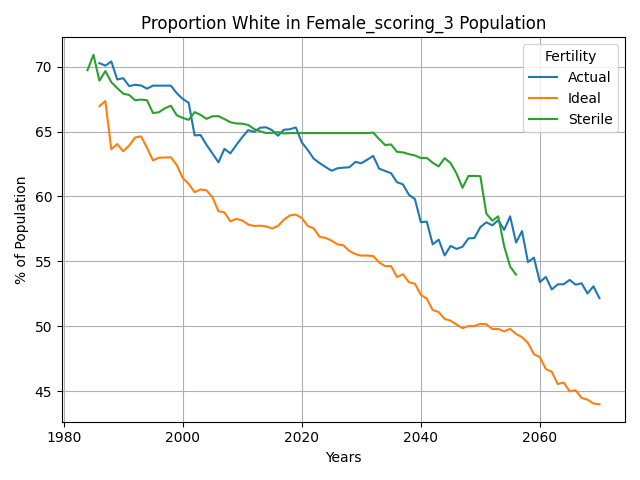 Proportion White in Female_scoring_3 Population
Fertility
Actual
Ideal
Sterile
% of Population
70
65
60
55
50
45
1980
2000
2020
2040
2060
Years